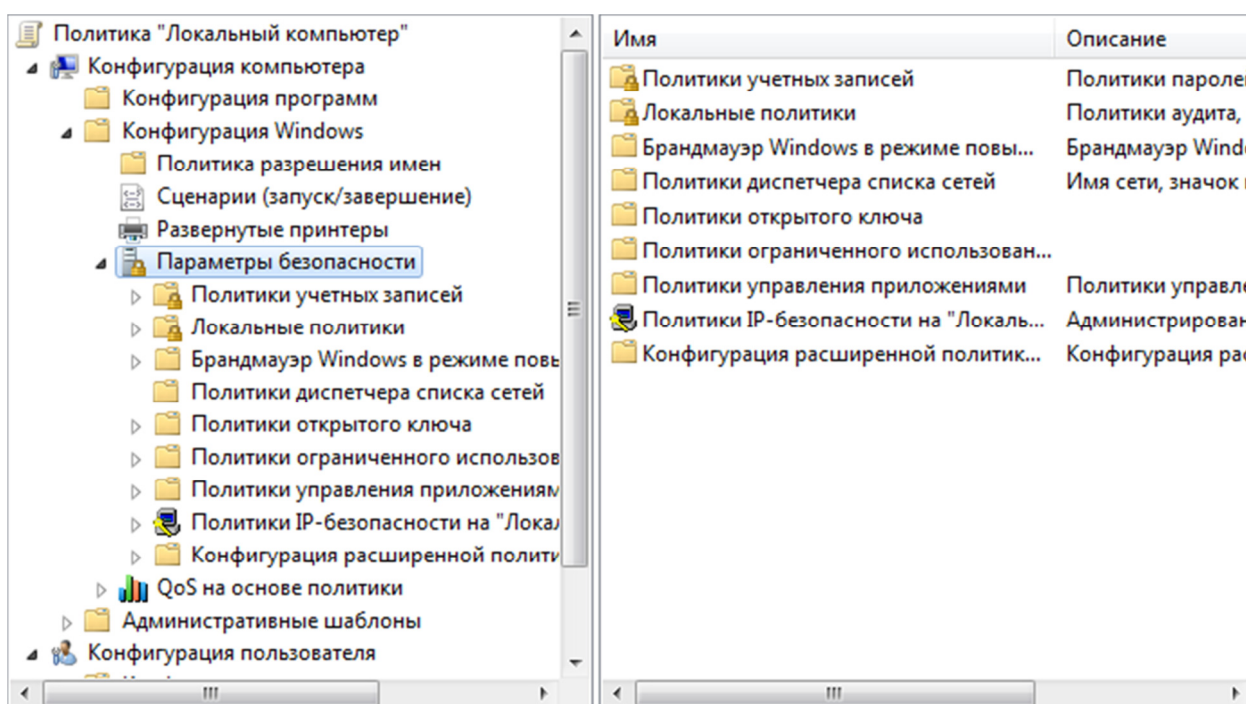 Политика "Локальный компьютер"
Конфигурация компьютера
Конфигурация программ
Конфигурация Windows
Политика разрешения имен
Сценарии (запуск/завершение)
Развернутые принтеры
Параметры безопасности
Политики учетных записей
Локальные политики
Брандмауэр Windows в режиме повы
Политики диспетчера списка сетей
Политики открытого ключа
Политики ограниченного использов
Политики управления приложениям
Политики IP-безопасности на "Локал
Конфигурация расширенной полити
QoS на основе политики
Административные шаблоны
Конфигурация пользователя
Имя Описание
Политики учетных записей Политики пароле
Локальные политики Политики аудита,
Брандмауэр Windows в режиме повы... Брандмауэр Wind
Политики диспетчера списка сетей Имя сети, значок
Политики открытого ключа
Политики ограниченного использован...
Политики управления приложениями Политики управле
Политики IP-безопасности на "Локаль... Администрирован
Конфигурация расширенной политик... Конфигурация рас